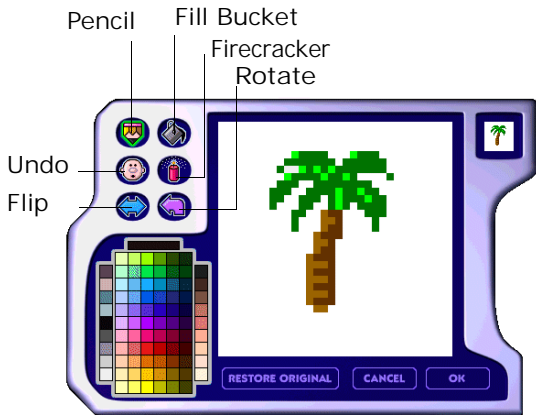 Pencil
Fill Bucket
Firecracker
Rotate
Undo
Flip
RESTORE ORIGINAL
CANCEL
OK